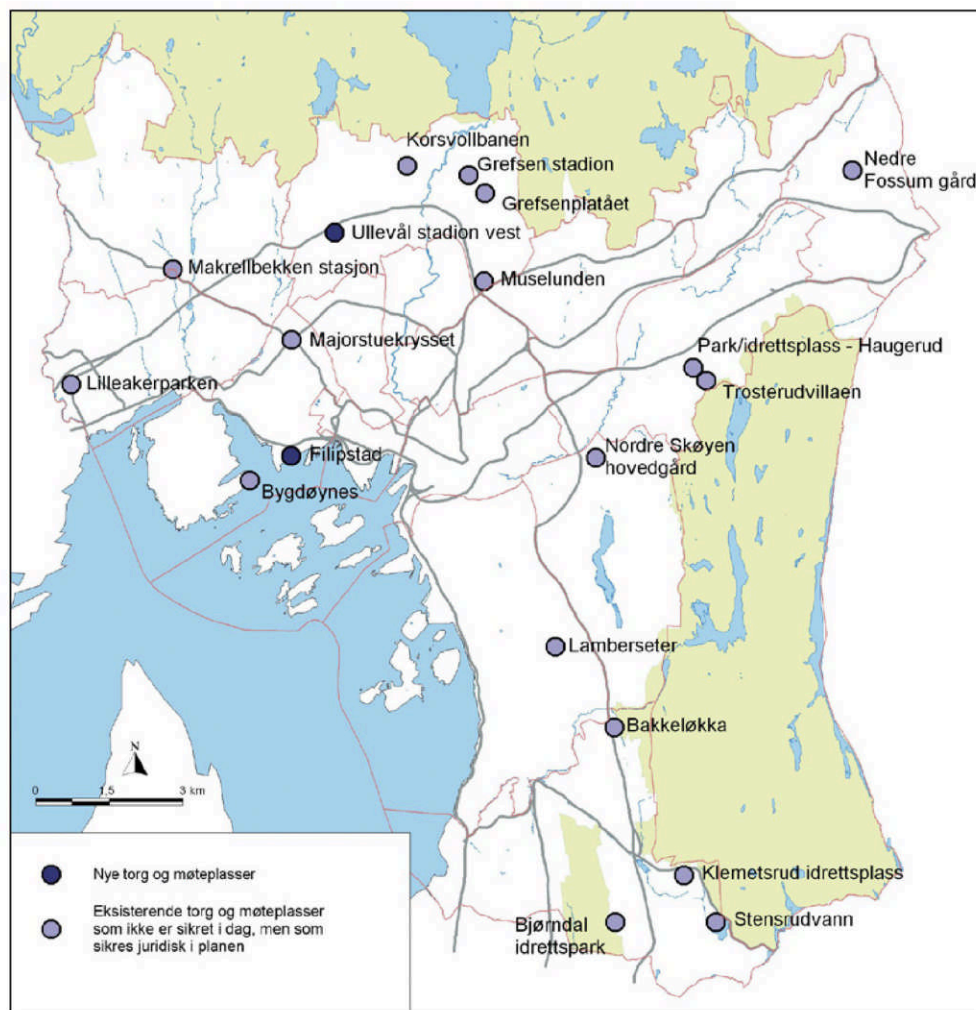 Korsvollbanen
Grefsen stadion
Grefsenplatået
Nedre
Fossum gård
Ullevål stadion vest
Makrellbekken stasjon
Muselunden
Majorstuekrysset
Park/idrettsplass - Haugerud
Trosterudvillaen
Lilleakerparken
Nordre Skøyen
hovedgård
Filipstad
Bygdøynes
Lamberseter
Bakkeløkka
N
0 1,5 3 km
Klemetsrud idrettsplass
Stensrudvann
Bjørndal
idrettspark
Nye torg og møteplasser
Eksisterende torg og møteplasser
som ikke er sikret i dag, men som
sikres juridisk i planen